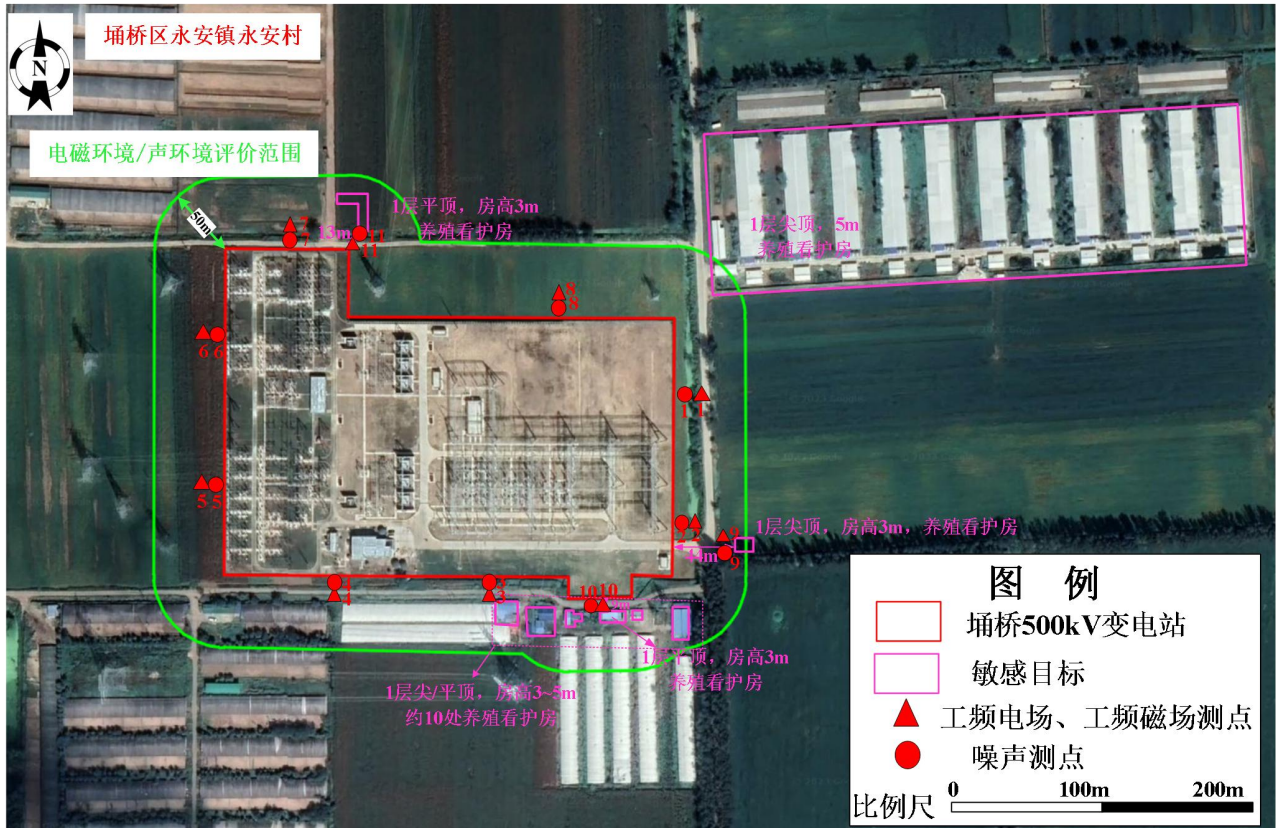 埇桥区永安镇永安村
N
电磁环境/声环境评价范围
50m
1层平顶，房高3m
养殖看护房
13m
7
7
11
11
1层尖顶，5m
养殖看护房
8
8
6 6
1 1
5 5
2 2
9
9
1层尖顶，房高3m，养殖看护房
44m
4
4
3
3
10 10
1层平顶，房高3m
养殖看护房
1层尖/平顶，房高3~5m
约10处养殖看护房
图 例
埇桥500kV变电站
敏感目标
工频电场、工频磁场测点
噪声测点
比例尺
0 100m 200m